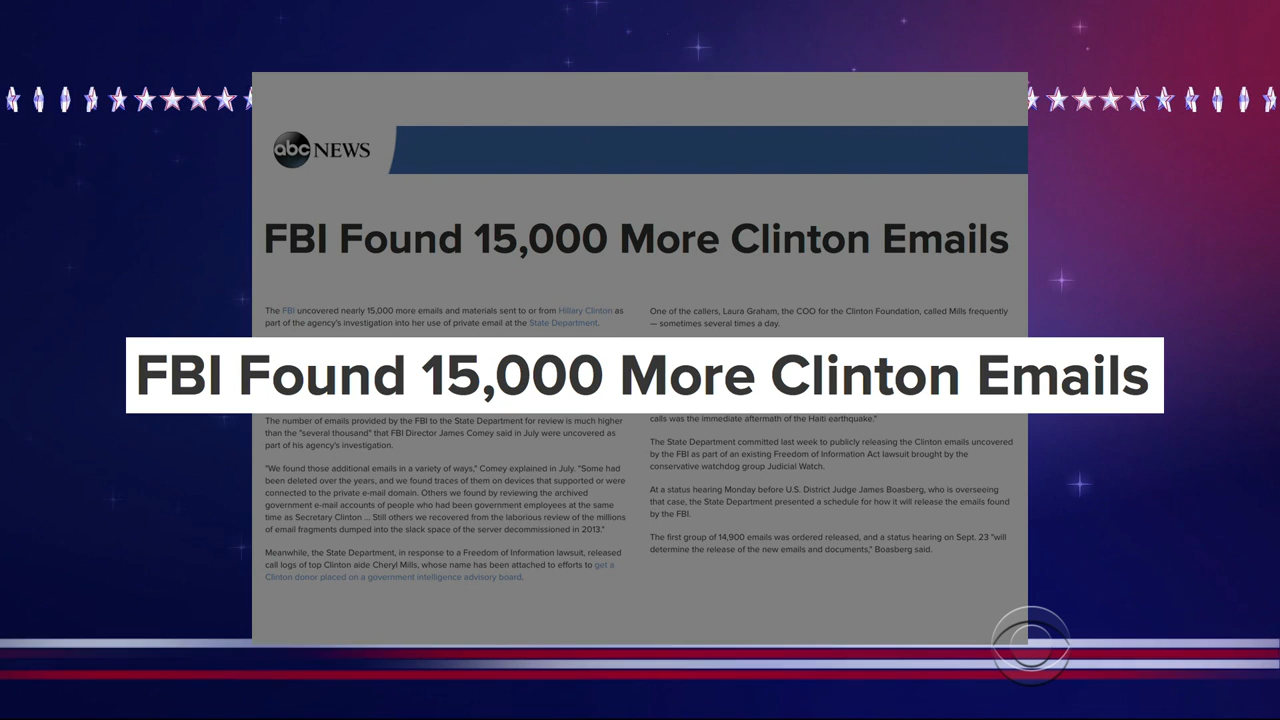 abc NEWS
FBI Found 15,000 More Clinton Emails
The FBI uncovered nearly 15,000 more emails and materials sent to or from Hillary Clinton as
part of the agency's investigation into her use of private email at the State Department.
FBI Found 15,000 More Clinton Emails
The number of emails provided by the FBI to the State Department for review is much higher
than the "several thousand" that FBI Director James Comey said in July were uncovered as
part of his agency's investigation.
"We found those additional emails in a variety of ways," Comey explained in July. "Some had
been deleted over the years, and we found traces of them on devices that supported or were
connected to the private e-mail domain. Others we found by reviewing the archived
government e-mail accounts of people who had been government employees at the same
time as Secretary Clinton ... Still others we recovered from the laborious review of the millions
of email fragments dumped into the slack space of the server decommissioned in 2013."
Meanwhile, the State Department, in response to a Freedom of Information lawsuit, released
call logs of top Clinton aide Cheryl Mills, whose name has been attached to efforts to get a
Clinton donor placed on a government intelligence advisory board.
One of the callers, Laura Graham, the COO for the Clinton Foundation, called Mills frequently
— sometimes several times a day.
calls was the immediate aftermath of the Haiti earthquake."
The State Department committed last week to publicly releasing the Clinton emails uncovered
by the FBI as part of an existing Freedom of Information Act lawsuit brought by the
conservative watchdog group Judicial Watch.
At a status hearing Monday before U.S. District Judge James Boasberg, who is overseeing
that case, the State Department presented a schedule for how it will release the emails found
by the FBI.
The first group of 14,900 emails was ordered released, and a status hearing on Sept. 23 "will
determine the release of the new emails and documents," Boasberg said.